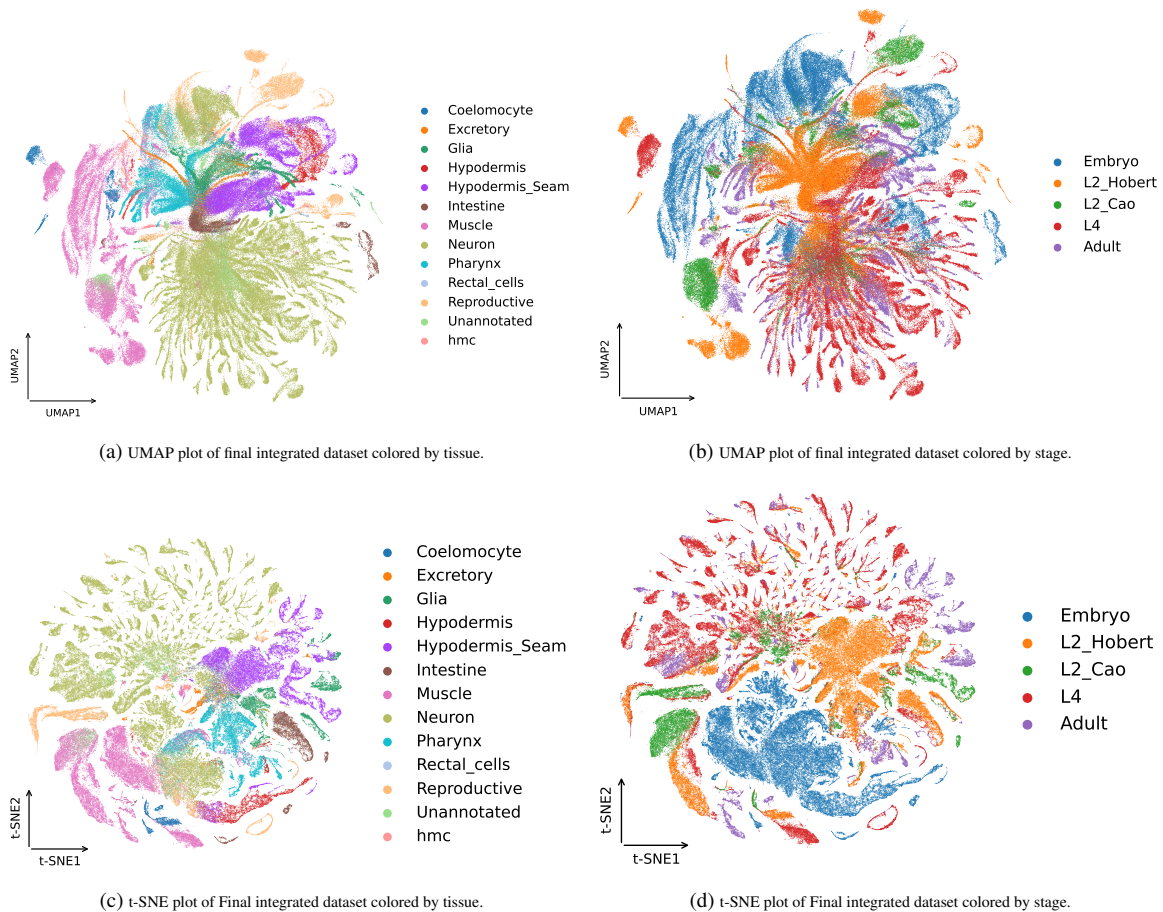 Coelomocyte
Excretory
Glia
Hypodermis
Hypodermis_Seam
Intestine
Muscle
Neuron
Pharynx
Rectal_cells
Reproductive
Unannotated
hmc
UMAP2
UMAP1
(a) UMAP plot of final integrated dataset colored by tissue.
Embryo
L2_Hobert
L2_Cao
L4
Adult
UMAP2
UMAP1
(b) UMAP plot of final integrated dataset colored by stage.
Coelomocyte
Excretory
Glia
Hypodermis
Hypodermis_Seam
Intestine
Muscle
Neuron
Pharynx
Rectal_cells
Reproductive
Unannotated
hmc
t-SNE2
t-SNE1
(c) t-SNE plot of Final integrated dataset colored by tissue.
Embryo
L2_Hobert
L2_Cao
L4
Adult
t-SNE2
t-SNE1
(d) t-SNE plot of Final integrated dataset colored by stage.